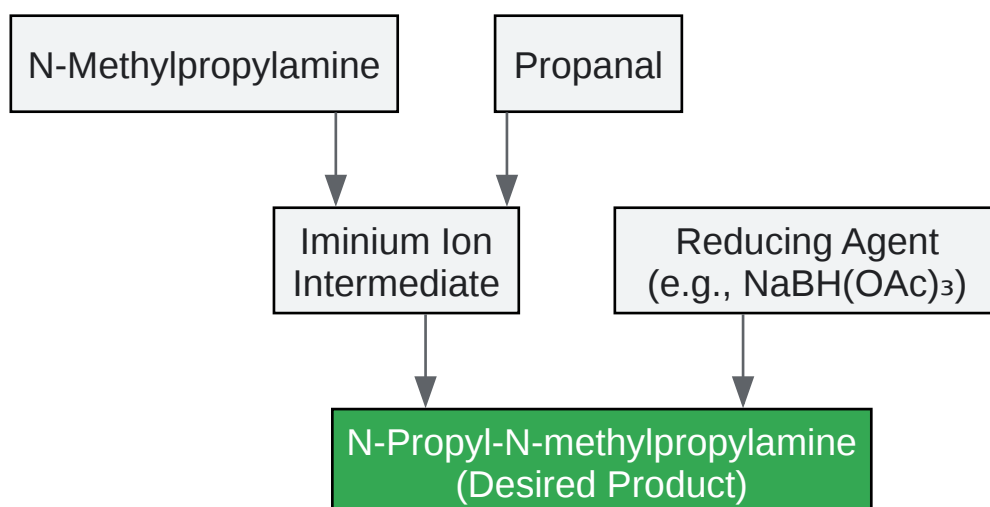 N-Methylpropylamine
Propanal
Iminium Ion
Intermediate
Reducing Agent
(e.g., NaBH(OAc)₃)
N-Propyl-N-methylpropylamine
(Desired Product)